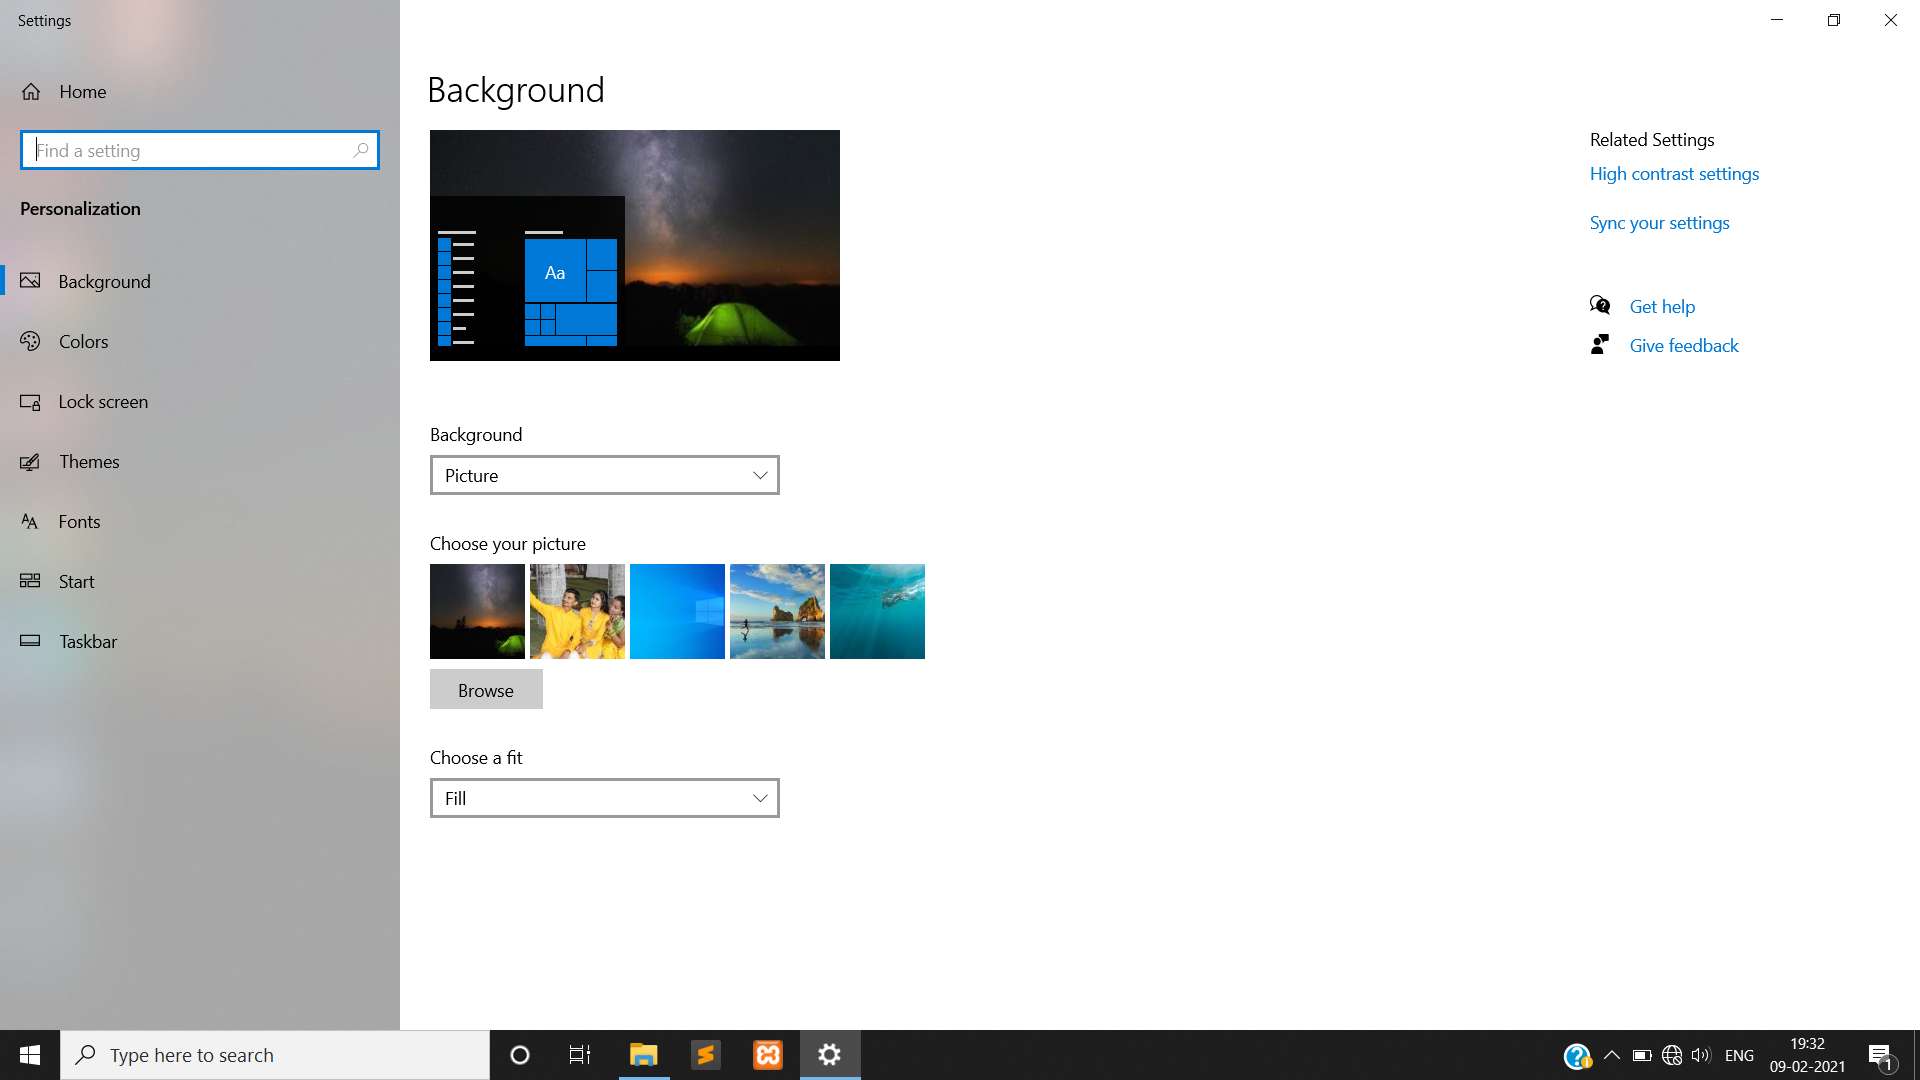 Settings
Home
Find a setting
Personalization
Background
Colors
Lock screen
Themes
Fonts
Start
Taskbar
Background
Aa
Background
Picture
Choose your picture
Browse
Choose a fit
Fill
Related Settings
High contrast settings
Sync your settings
Get help
Give feedback
Type here to search
ENG
19:32
09-02-2021
1